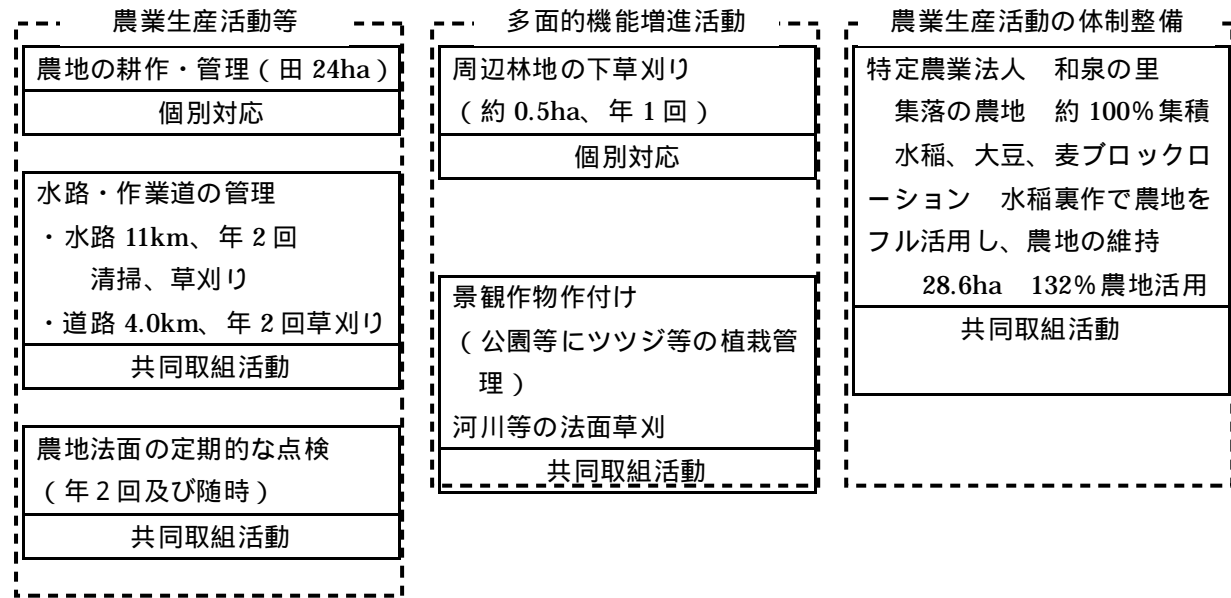 農業生産活動等
農地の耕作・管理（田 24ha）
個別対応
水路・作業道の管理
・水路 11km、年 2 回
清掃、草刈り
・道路 4.0km、年 2 回草刈り
共同取組活動
農地法面の定期的な点検
（年２回及び随時）
共同取組活動
多面的機能増進活動
周辺林地の下草刈り
（約 0.5ha、年 1 回）
個別対応
景観作物作付け
（公園等にツツジ等の植栽管
理）
河川等の法面草刈
共同取組活動
農業生産活動の体制整備
特定農業法人　和泉の里
集落の農地　約 100%集積
水稲、大豆、麦ブロックロ
ーション　水稲裏作で農地を
フル活用し、農地の維持
28.6ha　132%農地活用
共同取組活動